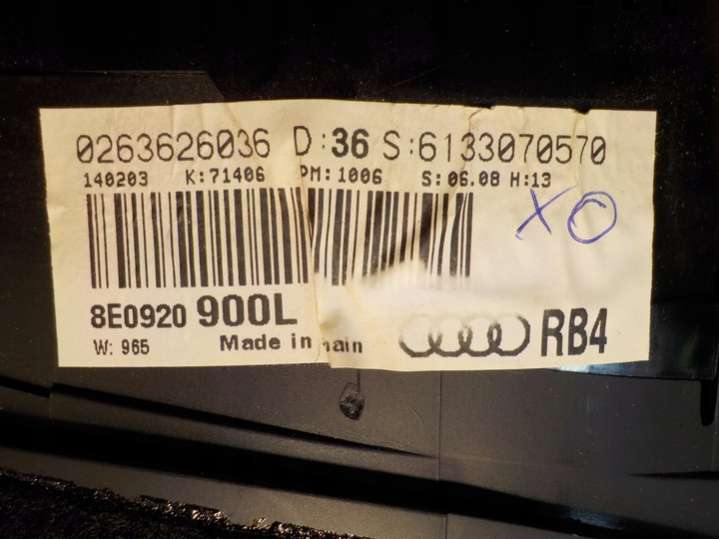 0263626036 D:36 S:6133070570
140203 K:71406 PM:1006 S:06.08 H:13
XO
8E0920 900L
W: 965 Made in
RB4